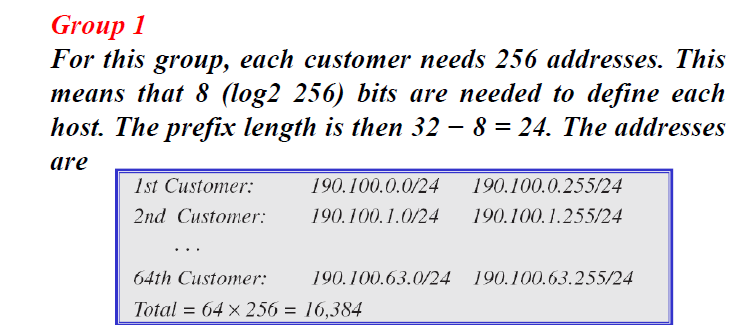 Group 1
For this group, each customer needs 256 addresses. This
means that 8 (log2 256) bits are needed to define each
host. The prefix length is then 32 − 8 = 24. The addresses
are
1st Customer: 190.100.0.0/24 190.100.0.255/24
2nd Customer: 190.100.1.0/24 190.100.1.255/24
. . .
64th Customer: 190.100.63.0/24 190.100.63.255/24
Total = 64 × 256 = 16,384